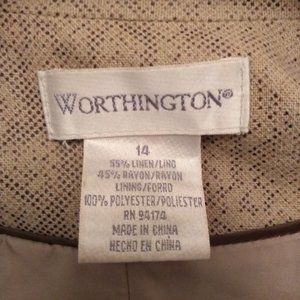 WORTHINGTON®
14
55% LINEN/LINO
45% RAYON/RAYON
LINING/FORRO
100% POLYESTER/POLIESTER
RN 94174
MADE IN CHINA
HECHO EN CHINA